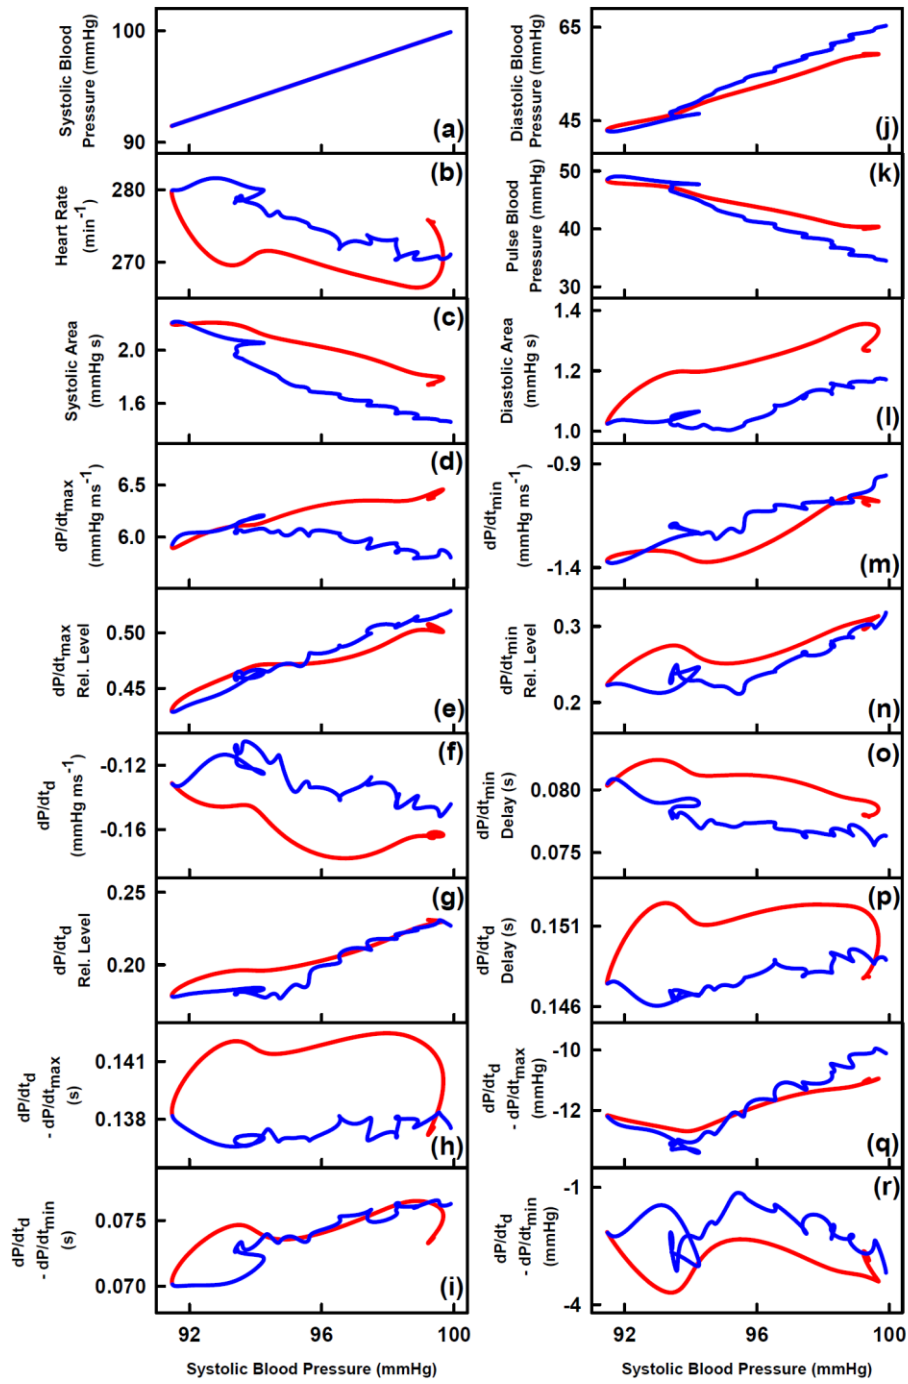 Systolic Blood
Pressure (mmHg)
100
90
(a)
Heart Rate
(min-1)
280
270
(b)
Systolic Area
(mmHg s)
2.0
1.6
(c)
dP/dtmax
(mmHg ms-1)
6.5
6.0
(d)
dP/dtmax
Rel. Level
0.50
0.45
(e)
dP/dtd
(mmHg ms-1)
-0.12
-0.16
(f)
dP/dtd
Rel. Level
0.25
0.20
(g)
dP/dtd
- dP/dtmax
(s)
0.141
0.138
(h)
dP/dtd
- dP/dtmin
(s)
0.075
0.070
(i)
92 96 100
Systolic Blood Pressure (mmHg)
Diastolic Blood
Pressure (mmHg)
65
45
(j)
Pulse Blood
Pressure (mmHg)
50
40
30
(k)
Diastolic Area
(mmHg s)
1.4
1.2
1.0
(l)
dP/dtmin
(mmHg ms-1)
-0.9
-1.4
(m)
dP/dtmin
Rel. Level
0.3
0.2
(n)
dP/dtmin
Delay (s)
0.080
0.075
(o)
dP/dtd
Delay (s)
0.151
0.146
(p)
dP/dtd
- dP/dtmax
(mmHg)
-10
-12
(q)
dP/dtd
- dP/dtmin
(mmHg)
-1
-4
(r)
92 96 100
Systolic Blood Pressure (mmHg)